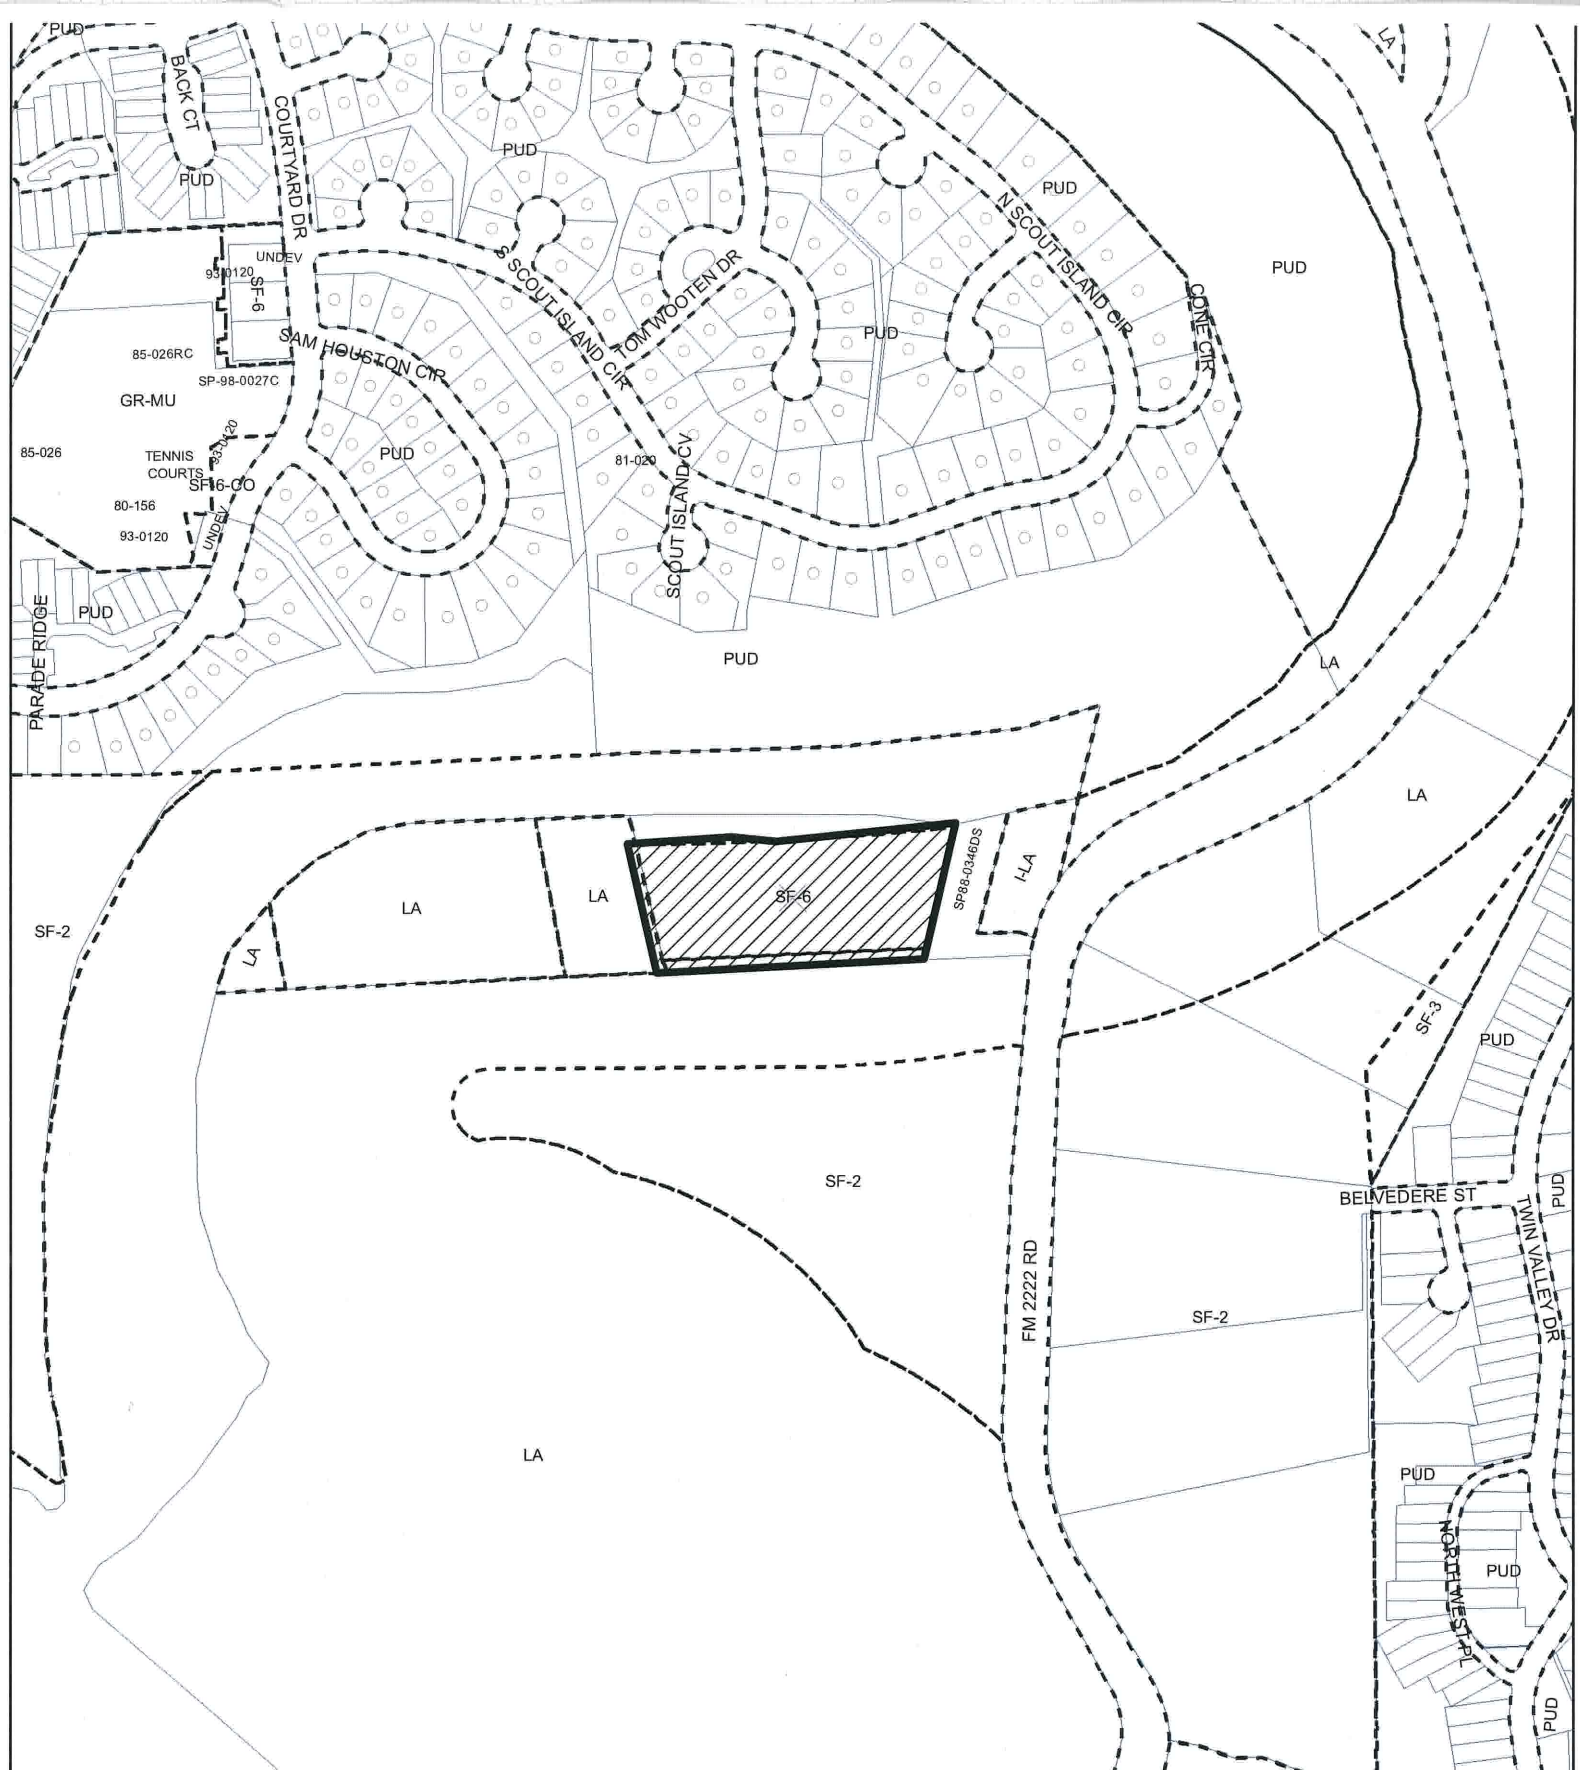 PUD
LA
BACK CT
COURTYARD DR
PUD
PUD
PUD
N SCOUT ISLAND CIR
UNDEV
93-0120
SF-6
S SCOUT ISLAND CIR
TOM WOOTEN DR
PUD
CONE CIR
PUD
85-026RC
SAM HOUSTON CIR
SP-98-0027C
GR-MU
85-026
TENNIS
COURTS
93-0120
SF-6-CO
PUD
81-020
SCOUT ISLAND CV
80-156
93-0120
UNDEV
PARADE RIDGE
PUD
PUD
LA
LA
SF-2
LA
LA
LA
SF-6
SP88-0346DS
I-LA
SF-3
PUD
SF-2
BELVEDERE ST
PUD
TWIN VALLEY DR
FM 2222 RD
SF-2
LA
PUD
NORTHWEST PL
PUD
PUD